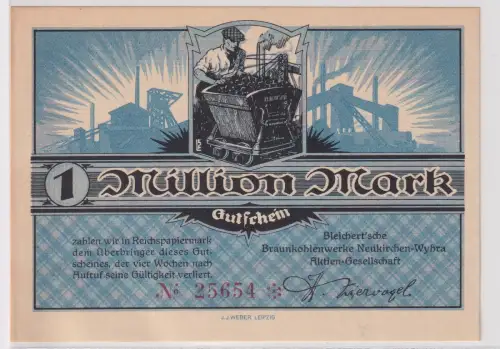 1 Million Mark
Gutschein
zahlen wir in Reichspapiermark
dem Überbringer dieses Gut-
scheines, der vier Wochen nach
Aufruf seine Gültigkeit verliert.
Bleichert'sche
Braunkohlenwerke Neukirchen-Wyhra
Aktien-Gesellschaft
№ 25654 ✻
J.J. WEBER LEIPZIG